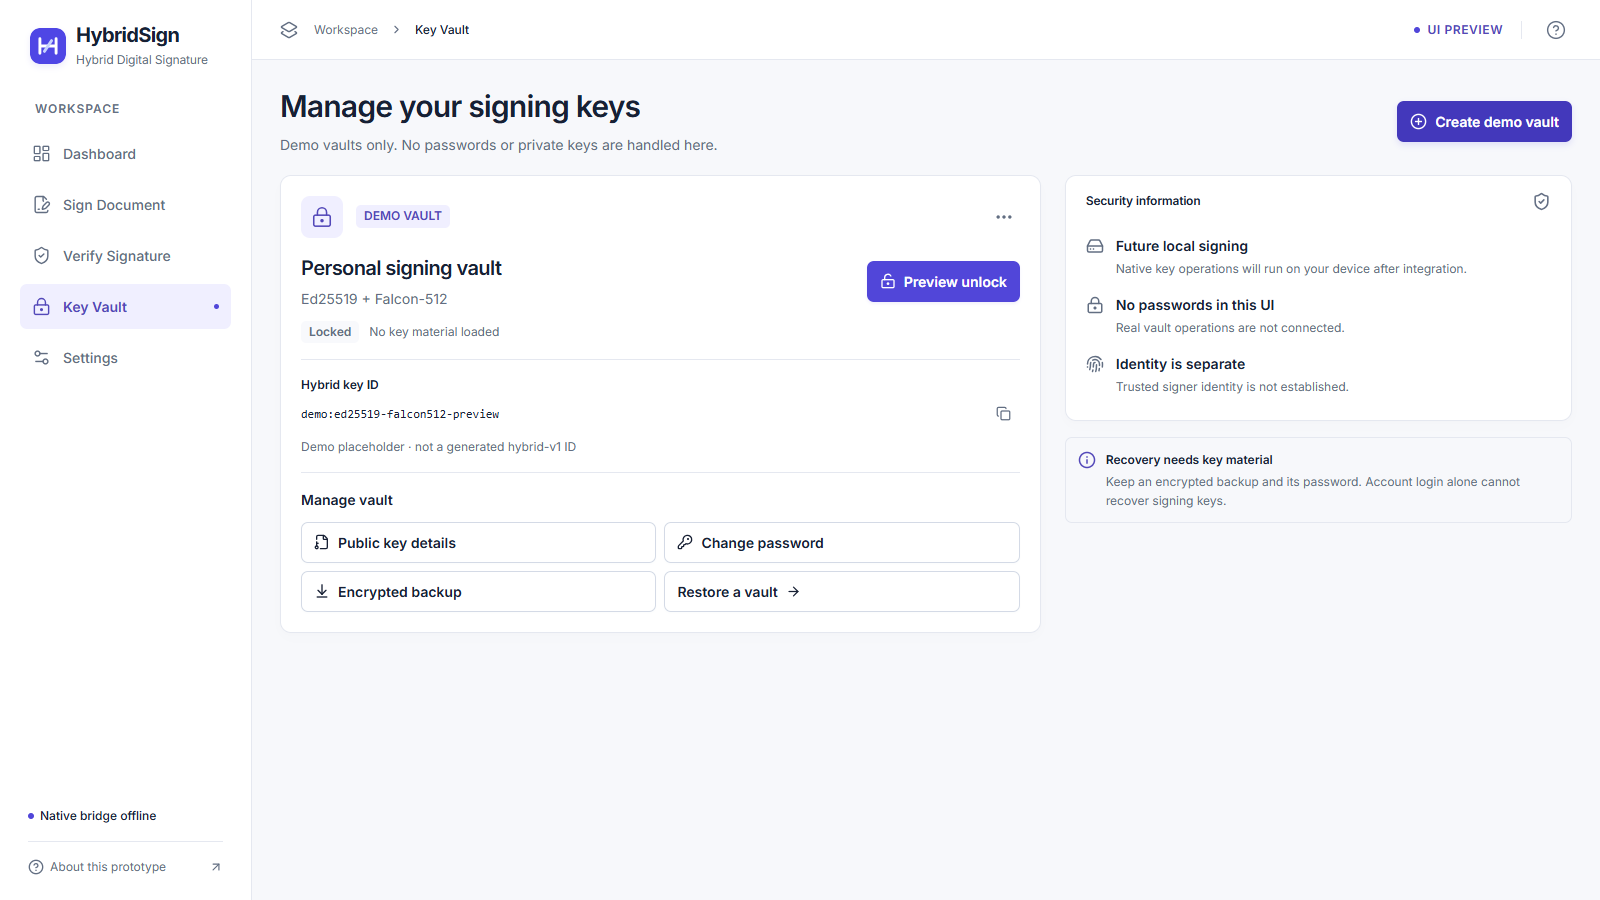 HybridSign
Hybrid Digital Signature
WORKSPACE
Dashboard
Sign Document
Verify Signature
Key Vault
Settings
Native bridge offline
About this prototype
Workspace > Key Vault
UI PREVIEW
Manage your signing keys
Demo vaults only. No passwords or private keys are handled here.
Create demo vault
DEMO VAULT
Personal signing vault
Ed25519 + Falcon-512
Locked No key material loaded
Preview unlock
Hybrid key ID
demo:ed25519-falcon512-preview
Demo placeholder · not a generated hybrid-v1 ID
Manage vault
Public key details
Change password
Encrypted backup
Restore a vault →
Security information
Future local signing
Native key operations will run on your device after integration.
No passwords in this UI
Real vault operations are not connected.
Identity is separate
Trusted signer identity is not established.
Recovery needs key material
Keep an encrypted backup and its password. Account login alone cannot
recover signing keys.